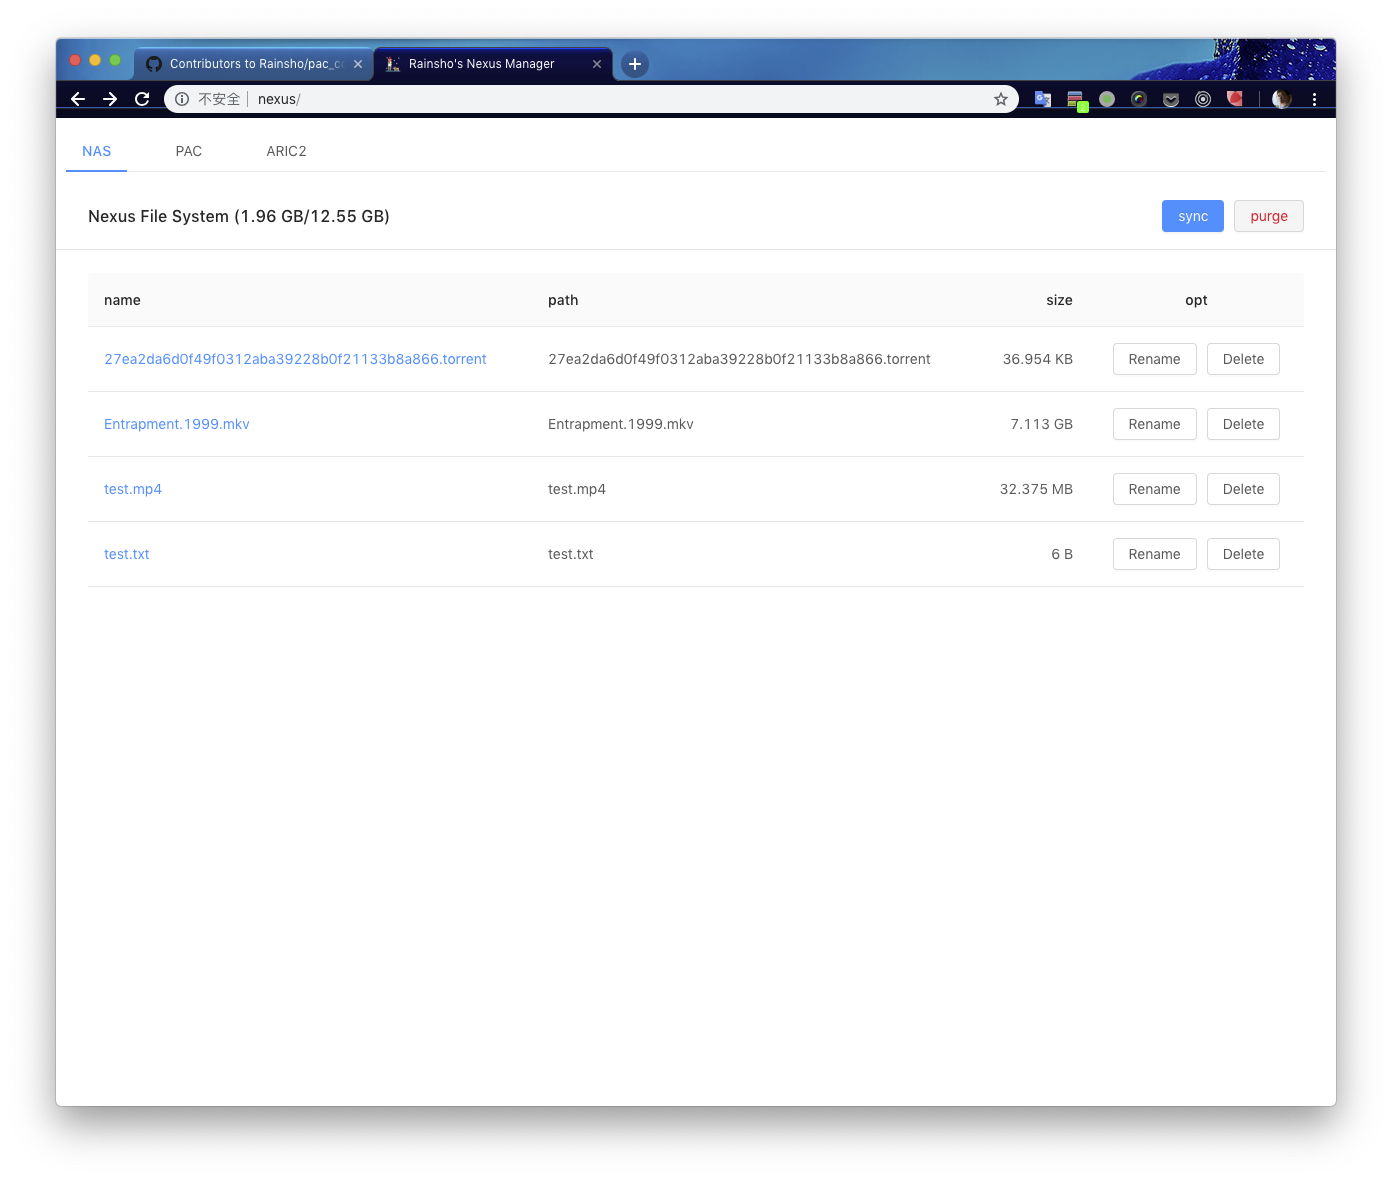 Contributors to Rainsho/pac_co
Rainsho's Nexus Manager
不安全 nexus/
NAS PAC ARIC2
Nexus File System (1.96 GB/12.55 GB) sync purge
name path size opt
27ea2da6d0f49f0312aba39228b0f21133b8a866.torrent 27ea2da6d0f49f0312aba39228b0f21133b8a866.torrent 36.954 KB Rename Delete
Entrapment.1999.mkv Entrapment.1999.mkv 7.113 GB Rename Delete
test.mp4 test.mp4 32.375 MB Rename Delete
test.txt test.txt 6 B Rename Delete